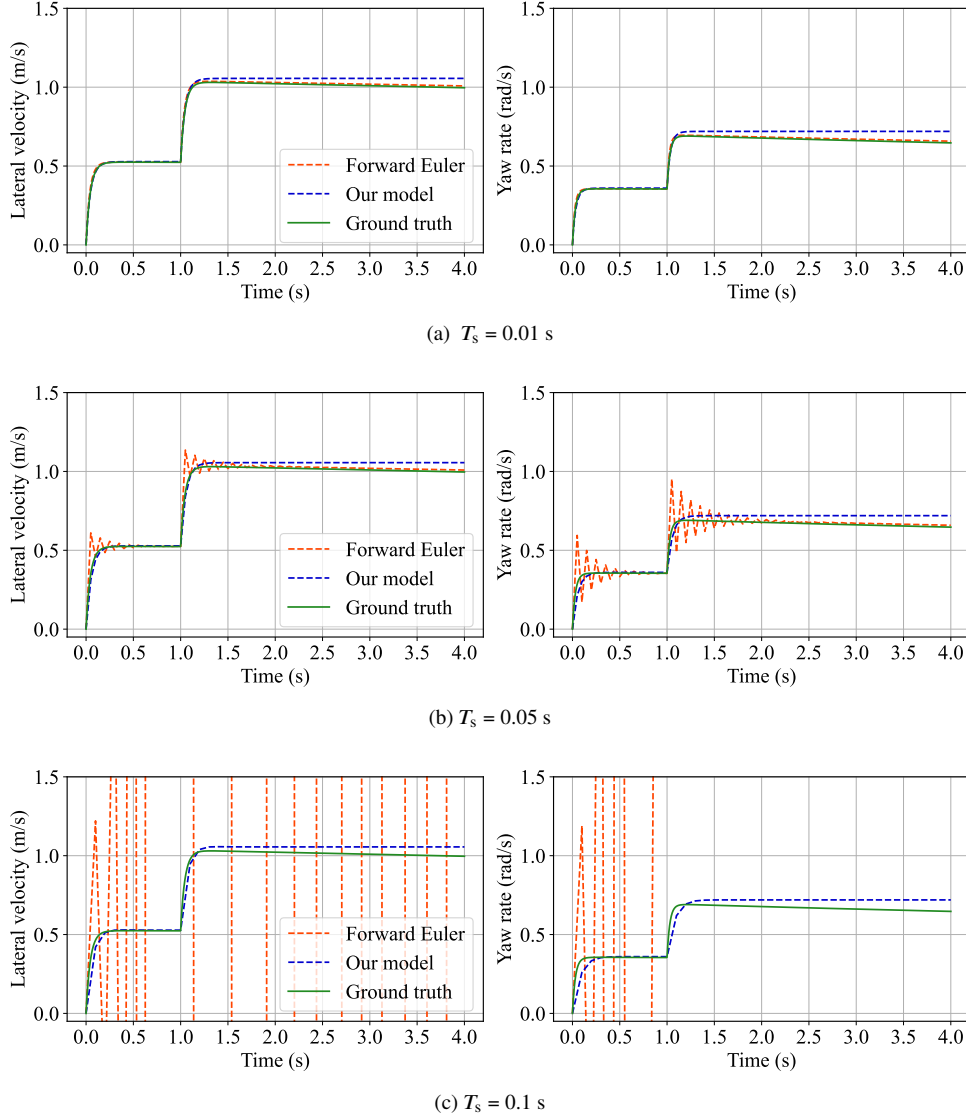 Lateral velocity (m/s)
1.5
1.0
0.5
0.0
Forward Euler
Our model
Ground truth
0.0 0.5 1.0 1.5 2.0 2.5 3.0 3.5 4.0
Time (s)
Yaw rate (rad/s)
1.5
1.0
0.5
0.0
0.0 0.5 1.0 1.5 2.0 2.5 3.0 3.5 4.0
Time (s)
(a) Ts = 0.01 s
Lateral velocity (m/s)
1.5
1.0
0.5
0.0
Forward Euler
Our model
Ground truth
0.0 0.5 1.0 1.5 2.0 2.5 3.0 3.5 4.0
Time (s)
Yaw rate (rad/s)
1.5
1.0
0.5
0.0
0.0 0.5 1.0 1.5 2.0 2.5 3.0 3.5 4.0
Time (s)
(b) Ts = 0.05 s
Lateral velocity (m/s)
1.5
1.0
0.5
0.0
Forward Euler
Our model
Ground truth
0.0 0.5 1.0 1.5 2.0 2.5 3.0 3.5 4.0
Time (s)
Yaw rate (rad/s)
1.5
1.0
0.5
0.0
0.0 0.5 1.0 1.5 2.0 2.5 3.0 3.5 4.0
Time (s)
(c) Ts = 0.1 s